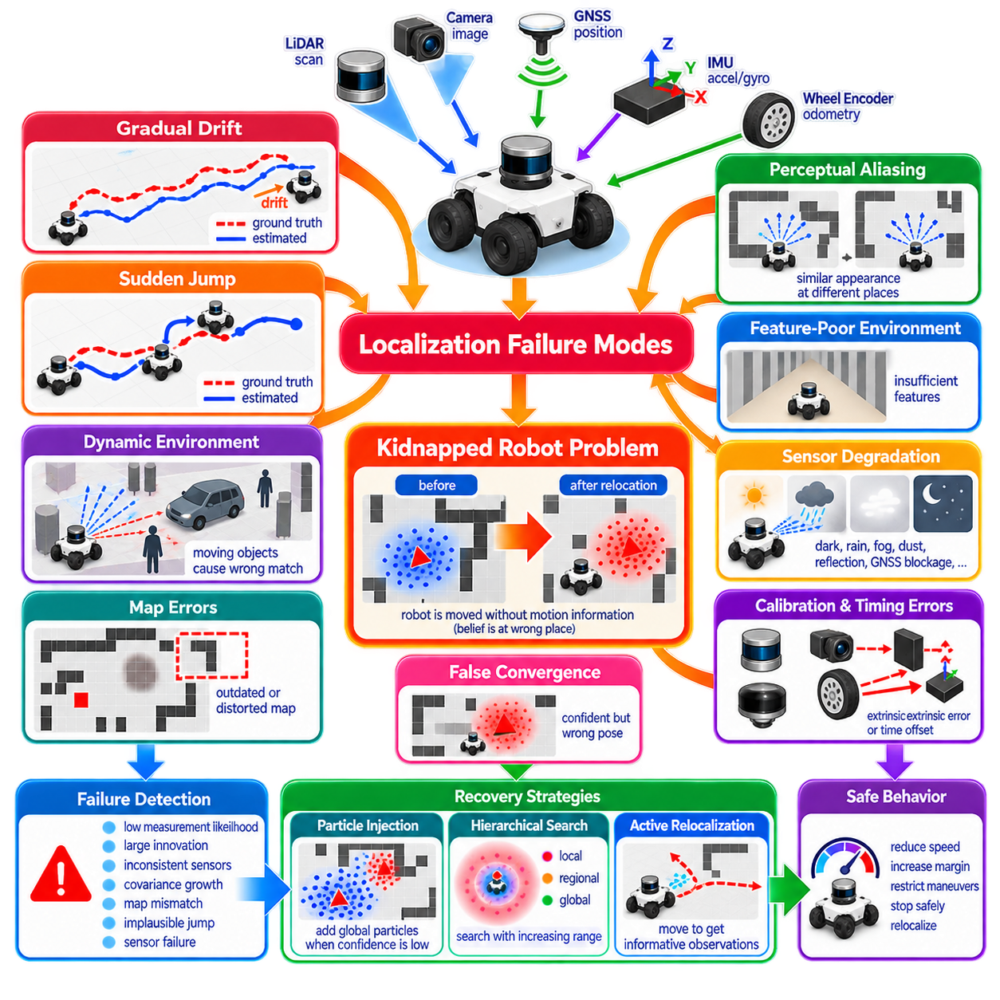 LiDAR
scan
Camera
image
GNSS
position
Z
Y
X
IMU
accel/gyro
Wheel Encoder
odometry
Gradual Drift
drift
ground truth
estimated
Sudden Jump
ground truth
estimated
Perceptual Aliasing
similar appearance
at different places
Localization Failure Modes
Feature-Poor Environment
insufficient
features
Dynamic Environment
moving objects
cause wrong match
Kidnapped Robot Problem
before
after relocation
robot is moved without motion information
(belief is at wrong place)
Sensor Degradation
dark, rain, fog, dust,
reflection, GNSS blockage, ...
Map Errors
outdated or
distorted map
False Convergence
confident but
wrong pose
Calibration & Timing Errors
extrinsic extrinsic error
or time offset
Failure Detection
low measurement likeihood
large innovation
inconsistent sensors
covariance growth
map mismatch
implausible jump
sensor failure
Recovery Strategies
Particle Injection
add global particles
when confidence is low
Hierarchical Search
local
regional
global
search with increasing range
Active Relocalization
move to get
informative observations
Safe Behavior
reduce speed
increase margin
restrict maneuvers
stop safely
relocalize